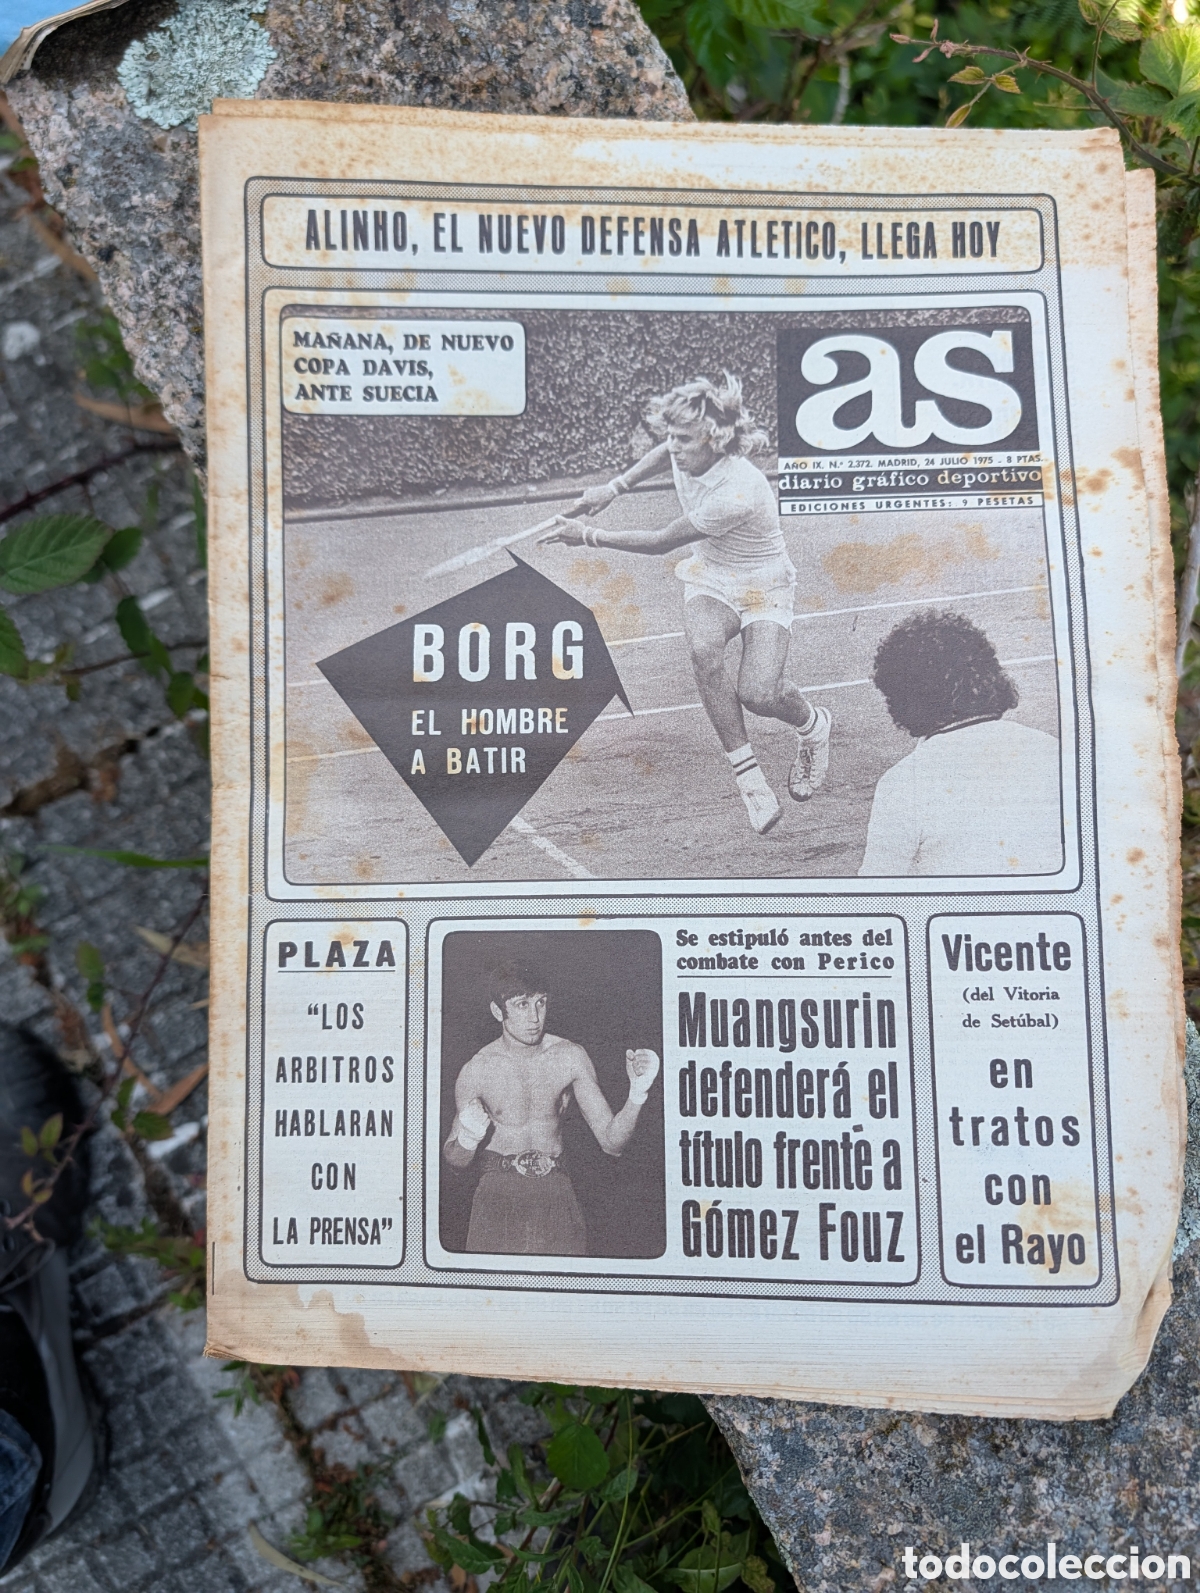 ALINHO, EL NUEVO DEFENSA ATLETICO, LLEGA HOY
MAÑANA, DE NUEVO
COPA DAVIS,
ANTE SUECIA
as
AÑO IX. N.º 2.372. MADRID, 24 JULIO 1975 - 8 PTAS.
diario gráfico deportivo
EDICIONES URGENTES: 9 PESETAS
BORG
EL HOMBRE
A BATIR
PLAZA
"LOS
ARBITROS
HABLARAN
CON
LA PRENSA"
Se estipuló antes del
combate con Perico
Muangsurin
defenderá el
título frente a
Gómez Fouz
Vicente
(del Vitoria
de Setúbal)
en
tratos
con
el Rayo
todocoleccion